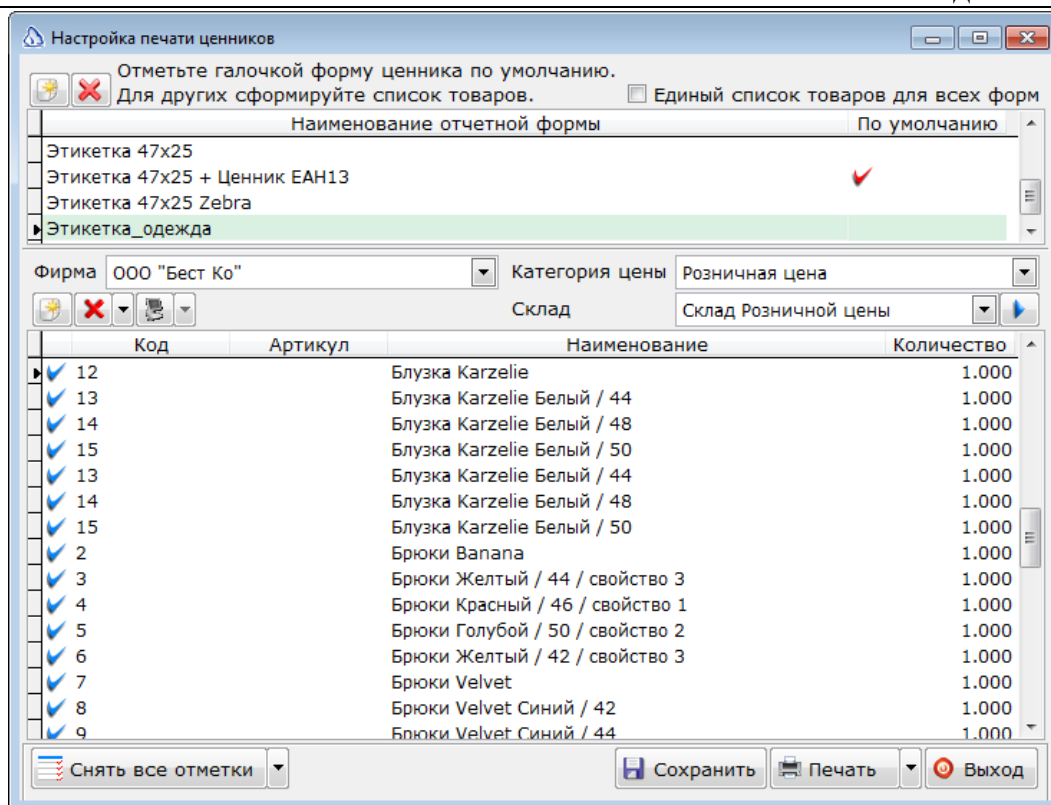 Настройка печати ценников
Отметьте галочкой форму ценника по умолчанию.
Для других сформируйте список товаров. Единый список товаров для всех форм
Наименование отчетной формы По умолчанию
Этикетка 47x25
Этикетка 47x25 + Ценник ЕАН13
Этикетка 47x25 Zebra
Этикетка_одежда
Фирма ООО "Бест Ко" Категория цены Розничная цена
Склад Склад Розничной цены
Код Артикул Наименование Количество
12 Блузка Karzelie 1.000
13 Блузка Karzelie Белый / 44 1.000
14 Блузка Karzelie Белый / 48 1.000
15 Блузка Karzelie Белый / 50 1.000
13 Блузка Karzelie Белый / 44 1.000
14 Блузка Karzelie Белый / 48 1.000
15 Блузка Karzelie Белый / 50 1.000
2 Брюки Banana 1.000
3 Брюки Желтый / 44 / свойство 3 1.000
4 Брюки Красный / 46 / свойство 1 1.000
5 Брюки Голубой / 50 / свойство 2 1.000
6 Брюки Желтый / 42 / свойство 3 1.000
7 Брюки Velvet 1.000
8 Брюки Velvet Синий / 42 1.000
9 Брюки Velvet Синий / 44 1.000
Снять все отметки Сохранить Печать Выход